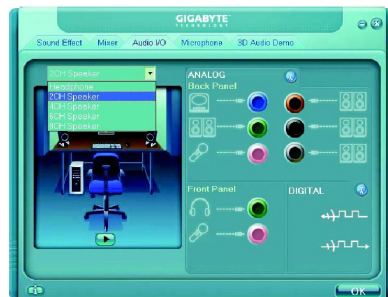 GIGABYTE
TECHNOLOGY
Sound Effect Mixer Audio I/O Microphone 3D Audio Demo
2CH Speaker
Headphone
2CH Speaker
4CH Speaker
6CH Speaker
8CH Speaker
ANALOG
Back Panel
Front Panel
DIGITAL
OK